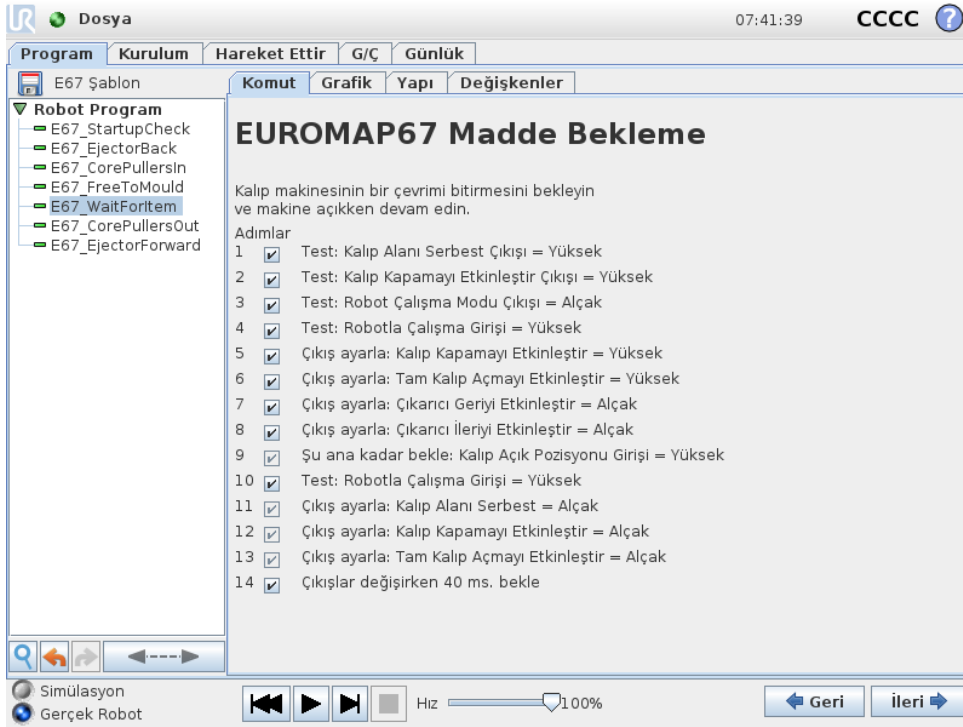 UR Dosya 07:41:39 CCCC ?
Program Kurulum Hareket Ettir G/Ç Günlük
E67 Şablon
Robot Program
E67_StartupCheck
E67_EjectorBack
E67_CorePullersIn
E67_FreeToMould
E67_WaitForItem
E67_CorePullersOut
E67_EjectorForward
Komut Grafik Yapı Değişkenler
EUROMAP67 Madde Bekleme
Kalıp makinesinin bir çevrimi bitirmesini bekleyin
ve makine açıkken devam edin.
Adımlar
1 Test: Kalıp Alanı Serbest Çıkışı = Yüksek
2 Test: Kalıp Kapamayı Etkinleştir Çıkışı = Yüksek
3 Test: Robot Çalışma Modu Çıkışı = Alçak
4 Test: Robotla Çalışma Girişi = Yüksek
5 Çıkış ayarla: Kalıp Kapamayı Etkinleştir = Yüksek
6 Çıkış ayarla: Tam Kalıp Açmayı Etkinleştir = Yüksek
7 Çıkış ayarla: Çıkarıcı Geriyi Etkinleştir = Alçak
8 Çıkış ayarla: Çıkarıcı İleriyi Etkinleştir = Alçak
9 Şu ana kadar bekle: Kalıp Açık Pozisyonu Girişi = Yüksek
10 Test: Robotla Çalışma Girişi = Yüksek
11 Çıkış ayarla: Kalıp Alanı Serbest = Alçak
12 Çıkış ayarla: Kalıp Kapamayı Etkinleştir = Alçak
13 Çıkış ayarla: Tam Kalıp Açmayı Etkinleştir = Alçak
14 Çıkışlar değişirken 40 ms. bekle
Simülasyon
Gerçek Robot
Hız 100%
Geri İleri